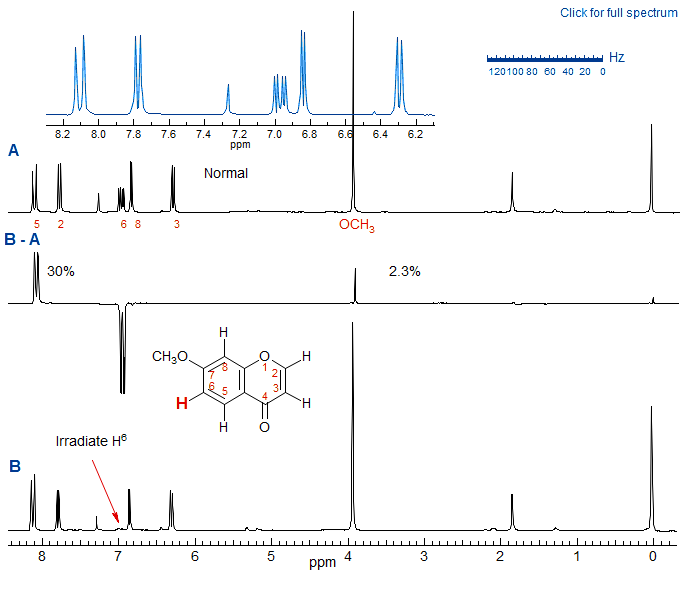 Click for full spectrum
Hz
120 100 80 60 40 20 0
8.2 8.0 7.8 7.6 7.4 7.2 7.0 6.8 6.6 6.4 6.2
ppm
A
Normal
5 2 6 8 3 OCH3
B - A
30% 2.3%
H
CH3O O H
8 1
7 2
6 3
5 4
H H
H O
Irradiate H6
B
8 7 6 5 4 3 2 1 0
ppm